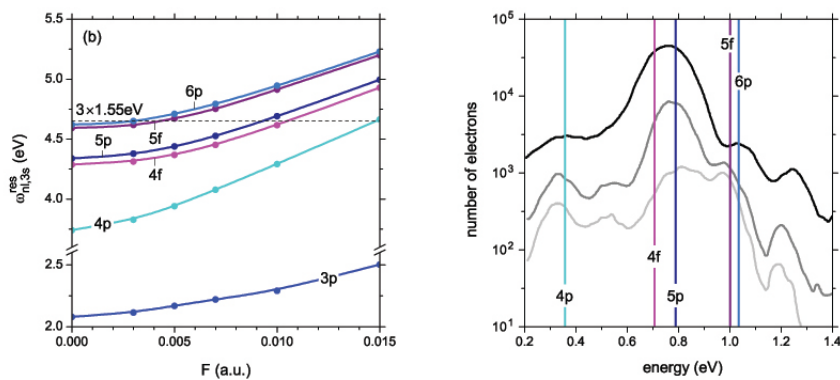 (b)
5.0
4.5
4.0
2.5
2.0
ω^res_nl,3s (eV)
3×1.55eV
6p
5p
5f
4f
4p
3p
0.000
0.005
0.010
0.015
F (a.u.)
10^5
10^4
10^3
10^2
10^1
number of electrons
5f
6p
4f
4p
5p
0.2
0.4
0.6
0.8
1.0
1.2
1.4
energy (eV)